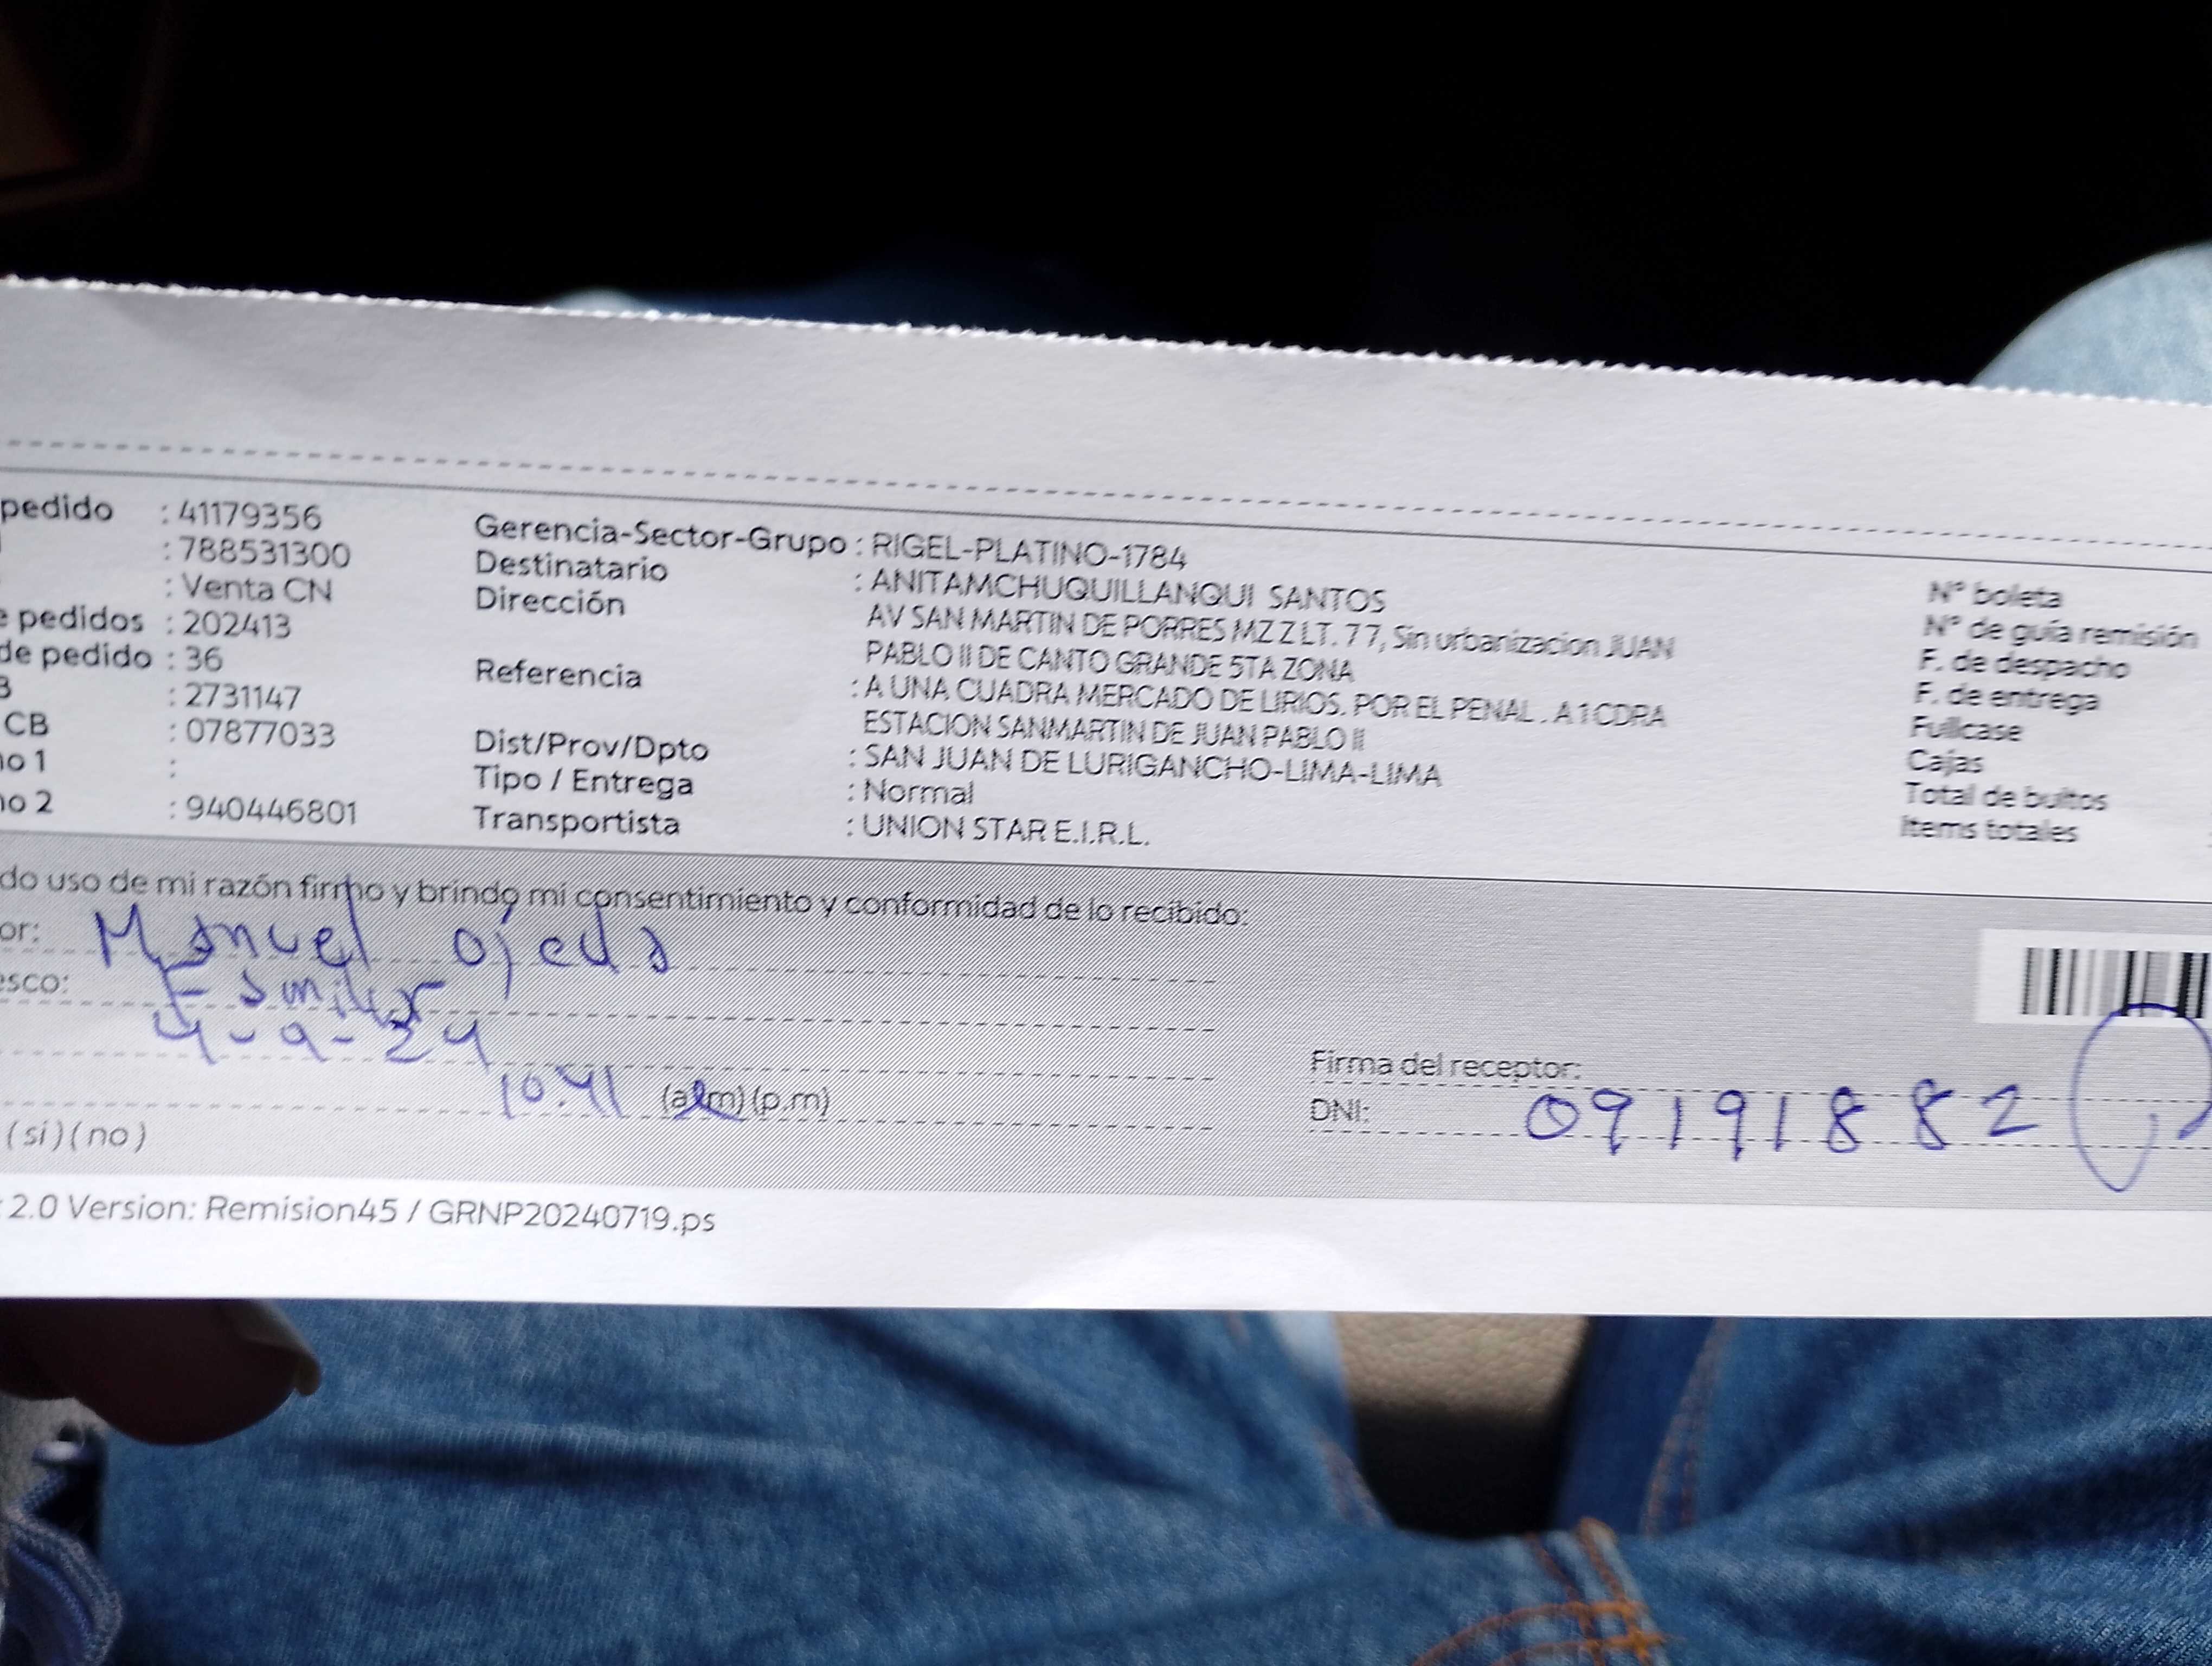 pedido : 41179356
: 788531300
: Venta CN
e pedidos : 202413
de pedido : 36
B : 2731147
CB : 07877033
no 1 :
no 2 : 940446801
Gerencia-Sector-Grupo : RIGEL-PLATINO-1784
Destinatario : ANITAMCHUQUILLANQUI SANTOS
Dirección AV SAN MARTIN DE PORRES MZ Z LT. 77, Sin urbanizacion JUAN
PABLO II DE CANTO GRANDE 5TA ZONA
Referencia : A UNA CUADRA MERCADO DE LIRIOS. POR EL PENAL . A 1 CDRA
ESTACION SANMARTIN DE JUAN PABLO II
Dist/Prov/Dpto : SAN JUAN DE LURIGANCHO-LIMA-LIMA
Tipo / Entrega : Normal
Transportista : UNION STAR E.I.R.L.
N° boleta
N° de guía remisión
F. de despacho
F. de entrega
Fullcase
Cajas
Total de bultos
Items totales
do uso de mi razón firmo y brindo mi consentimiento y conformidad de lo recibido:
or: Manuel ojeda
esco:
4-9-24
10:41 (a.m) (p.m)
(si) (no)
Firma del receptor:
DNI: 09191882
2.0 Version: Remision45 / GRNP20240719.ps